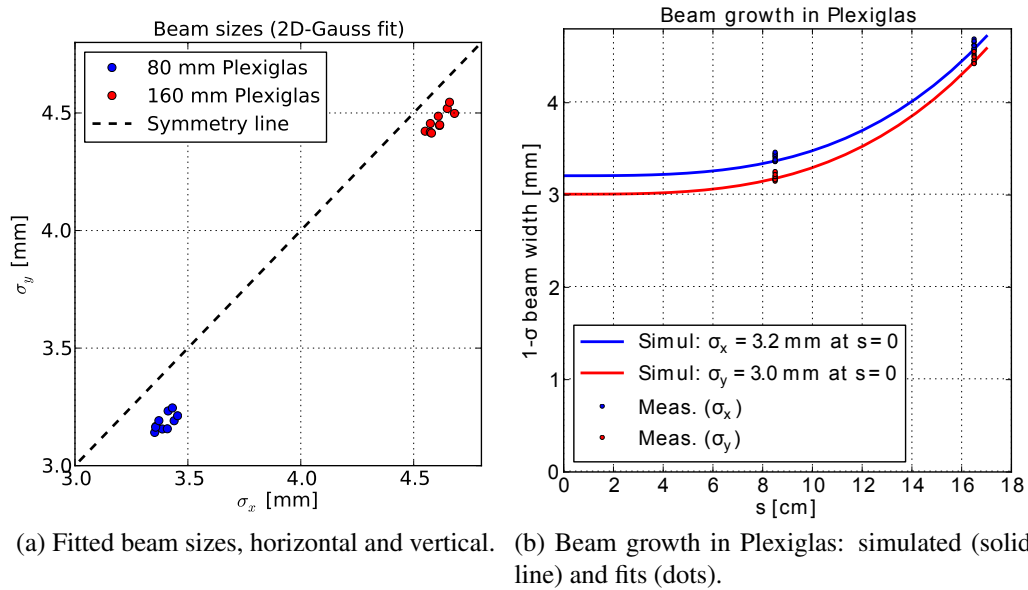 Beam sizes (2D-Gauss fit)
80 mm Plexiglas
160 mm Plexiglas
Symmetry line
4.5
4.0
3.5
3.0
σy [mm]
3.0 3.5 4.0 4.5
σx [mm]
(a) Fitted beam sizes, horizontal and vertical.
Beam growth in Plexiglas
4
3
2
1
0
1-σ beam width [mm]
Simul: σx = 3.2 mm at s=0
Simul: σy = 3.0 mm at s=0
Meas. (σx)
Meas. (σy)
0 2 4 6 8 10 12 14 16 18
s [cm]
(b) Beam growth in Plexiglas: simulated (solid
line) and fits (dots).